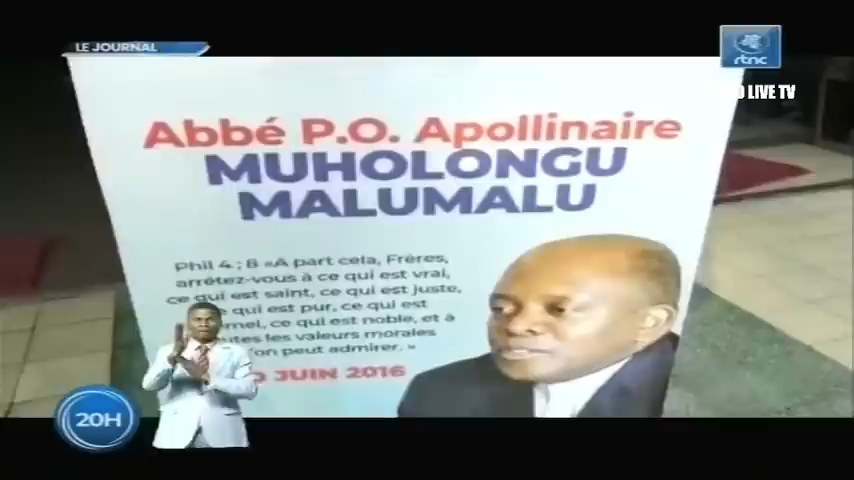 LE JOURNAL
rtnc
LIVE TV
Abbé P.O. Apollinaire
MUHOLONGU
MALUMALU
Phil 4 ; 8 «A part cela, Frères,
arrêtez-vous à ce qui est vrai,
ce qui est saint, ce qui est juste,
ce qui est pur, ce qui est
ce qui est noble, et à
les valeurs morales
peut admirer. »
JUIN 2016
20H